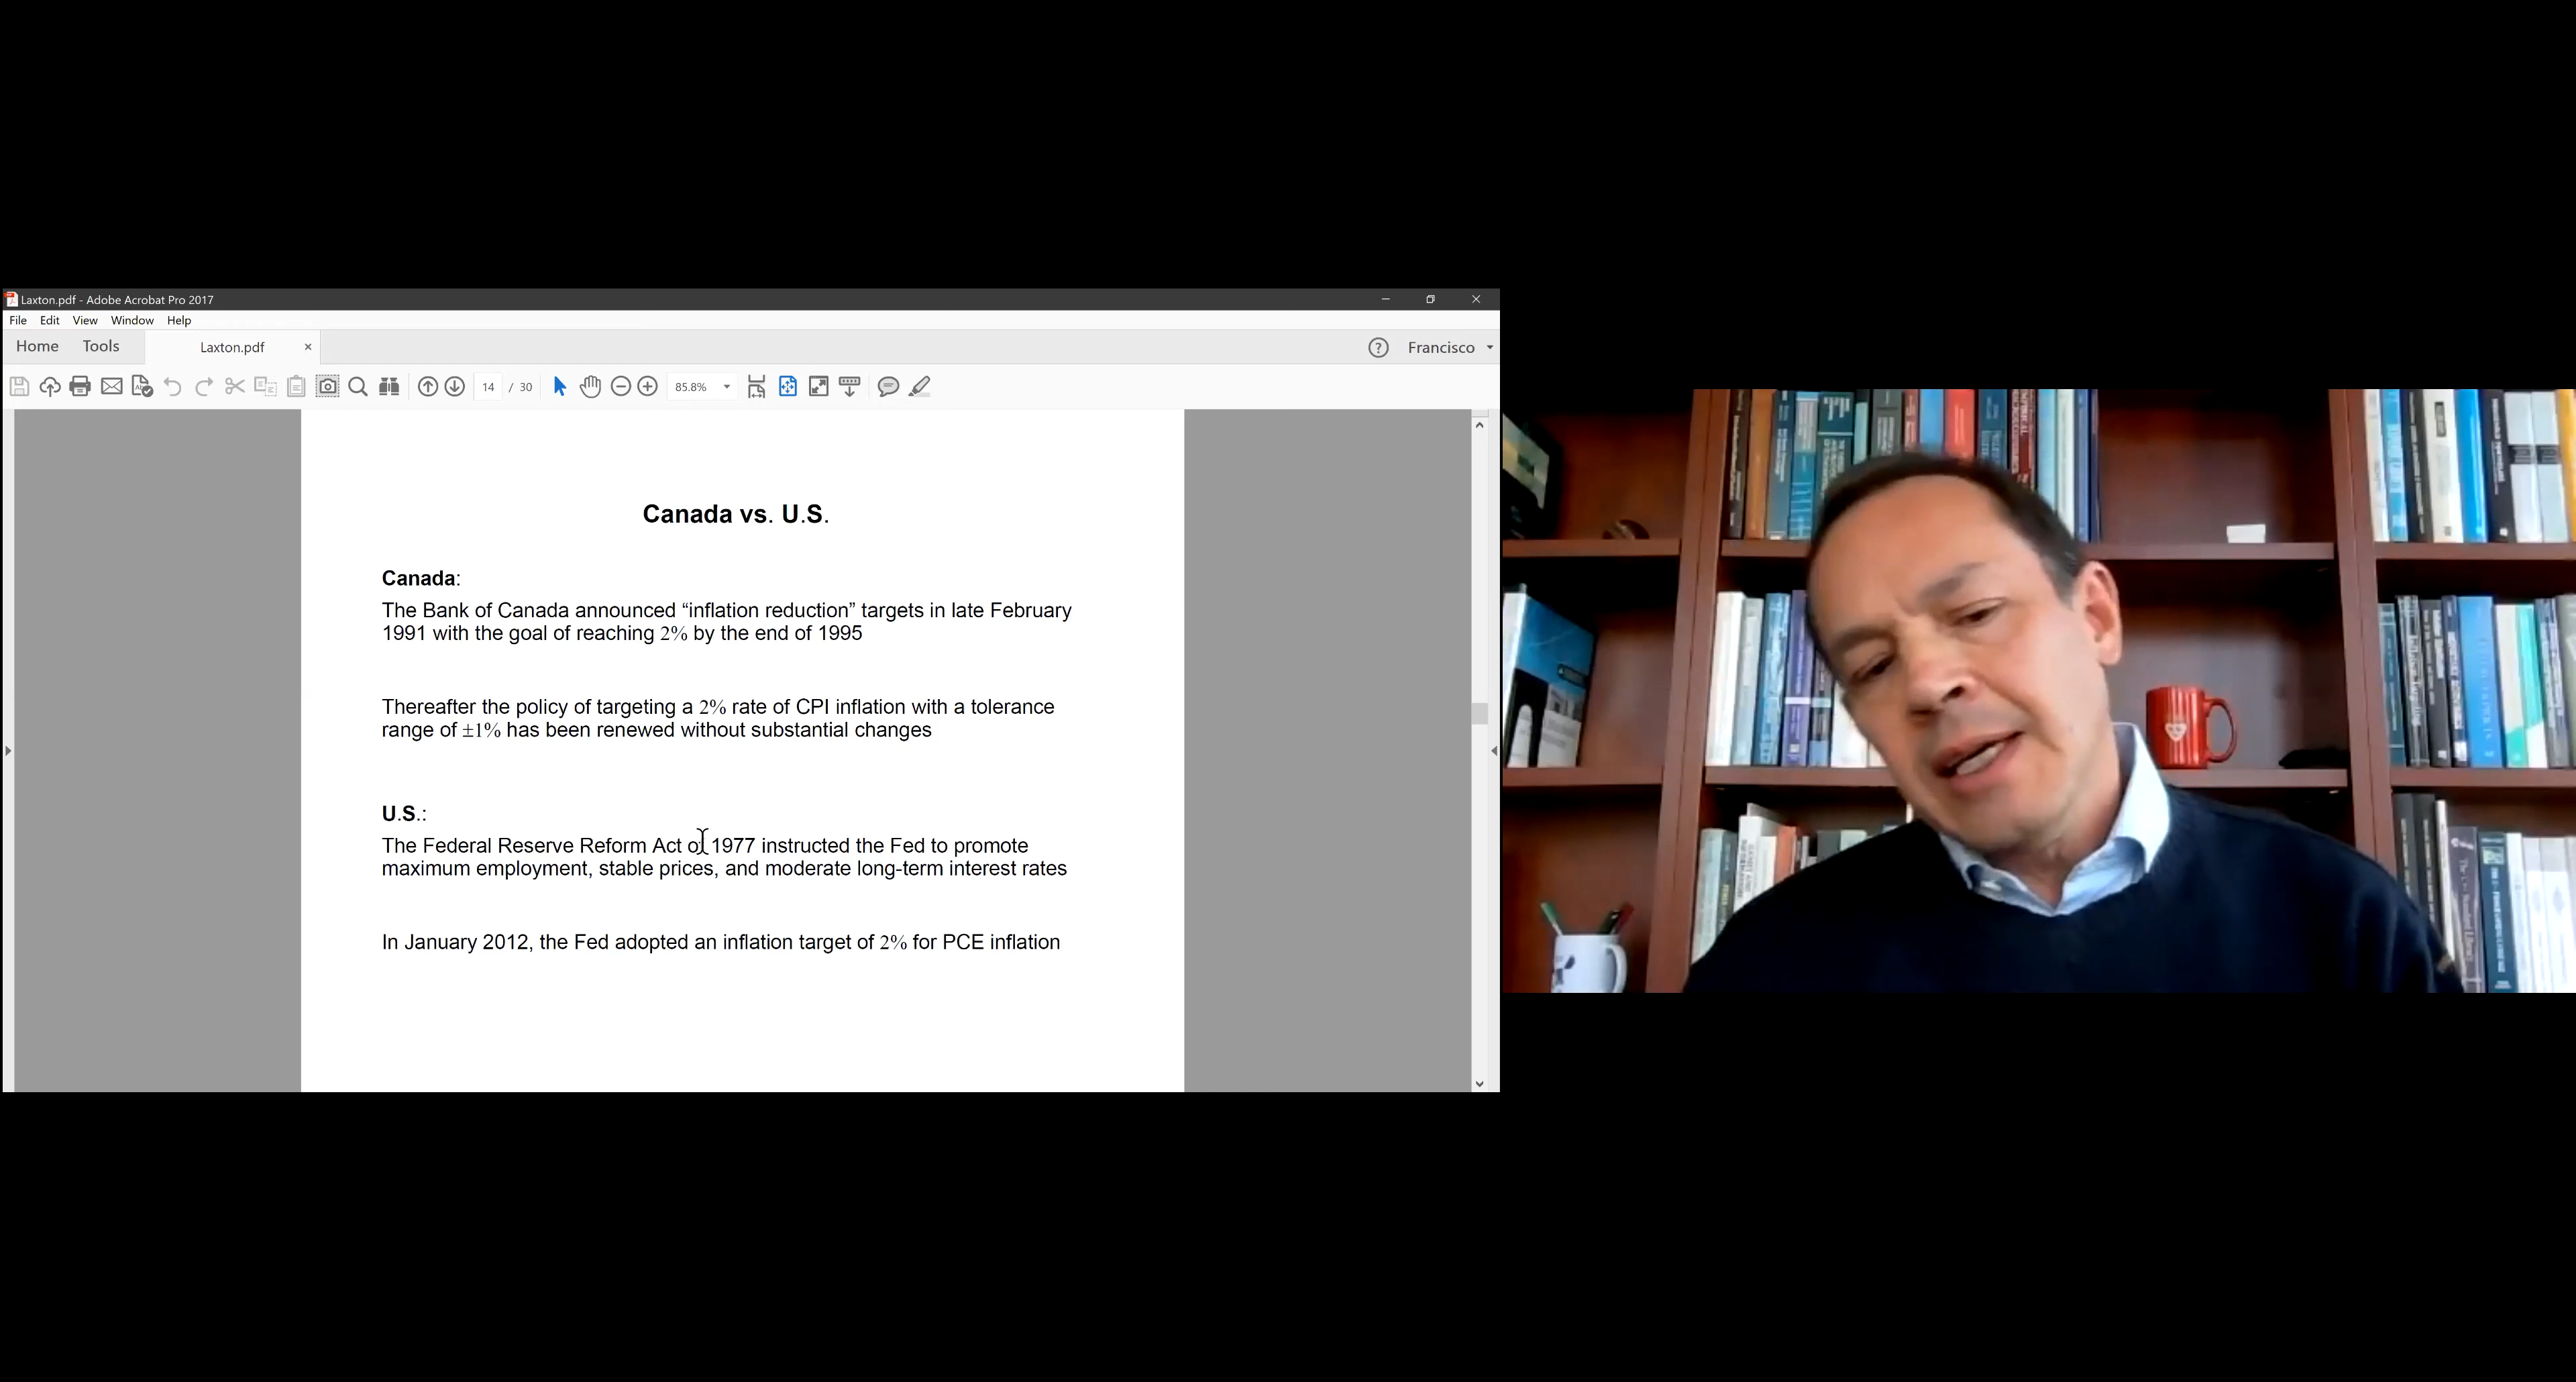 Laxton.pdf - Adobe Acrobat Pro 2017
File Edit View Window Help
Home Tools Laxton.pdf Francisco
14 / 30 85.8%
Canada vs. U.S.
Canada:
The Bank of Canada announced “inflation reduction” targets in late February
1991 with the goal of reaching 2% by the end of 1995
Thereafter the policy of targeting a 2% rate of CPI inflation with a tolerance
range of ±1% has been renewed without substantial changes
U.S.:
The Federal Reserve Reform Act of 1977 instructed the Fed to promote
maximum employment, stable prices, and moderate long-term interest rates
In January 2012, the Fed adopted an inflation target of 2% for PCE inflation